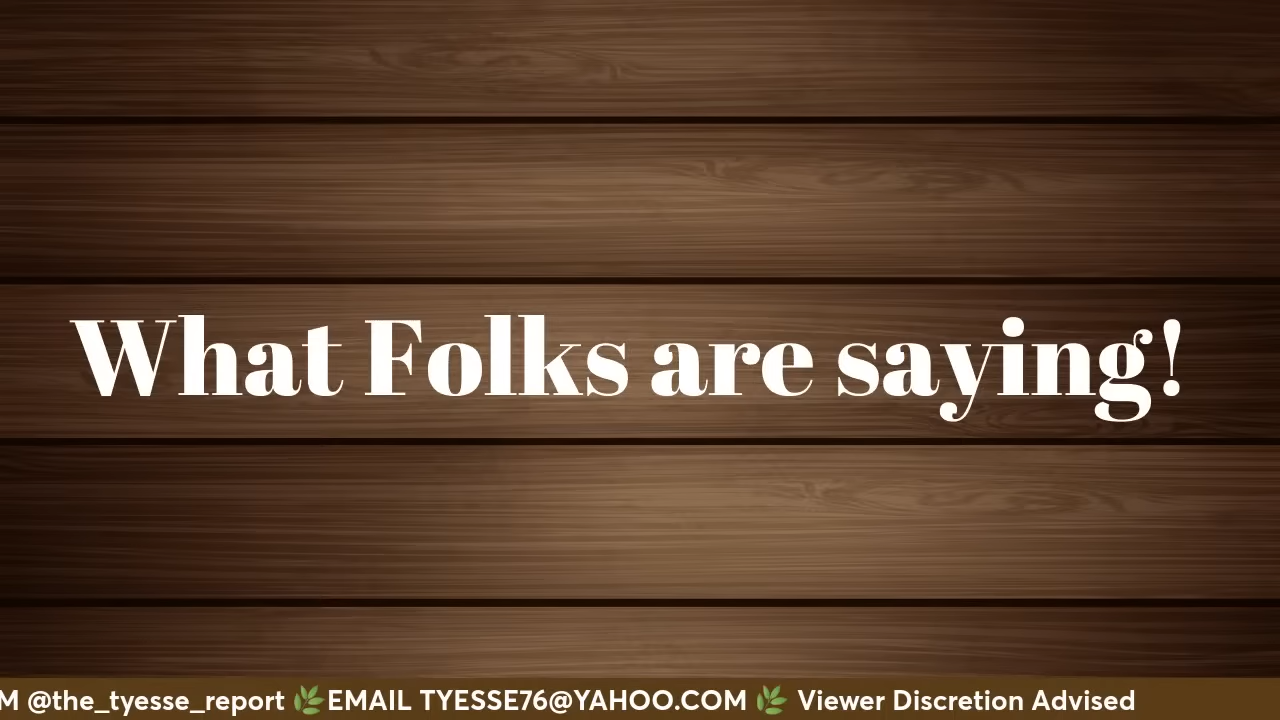 What Folks are saying!
M @the_tyesse_report 🌿EMAIL TYESSE76@YAHOO.COM 🌿 Viewer Discretion Advised